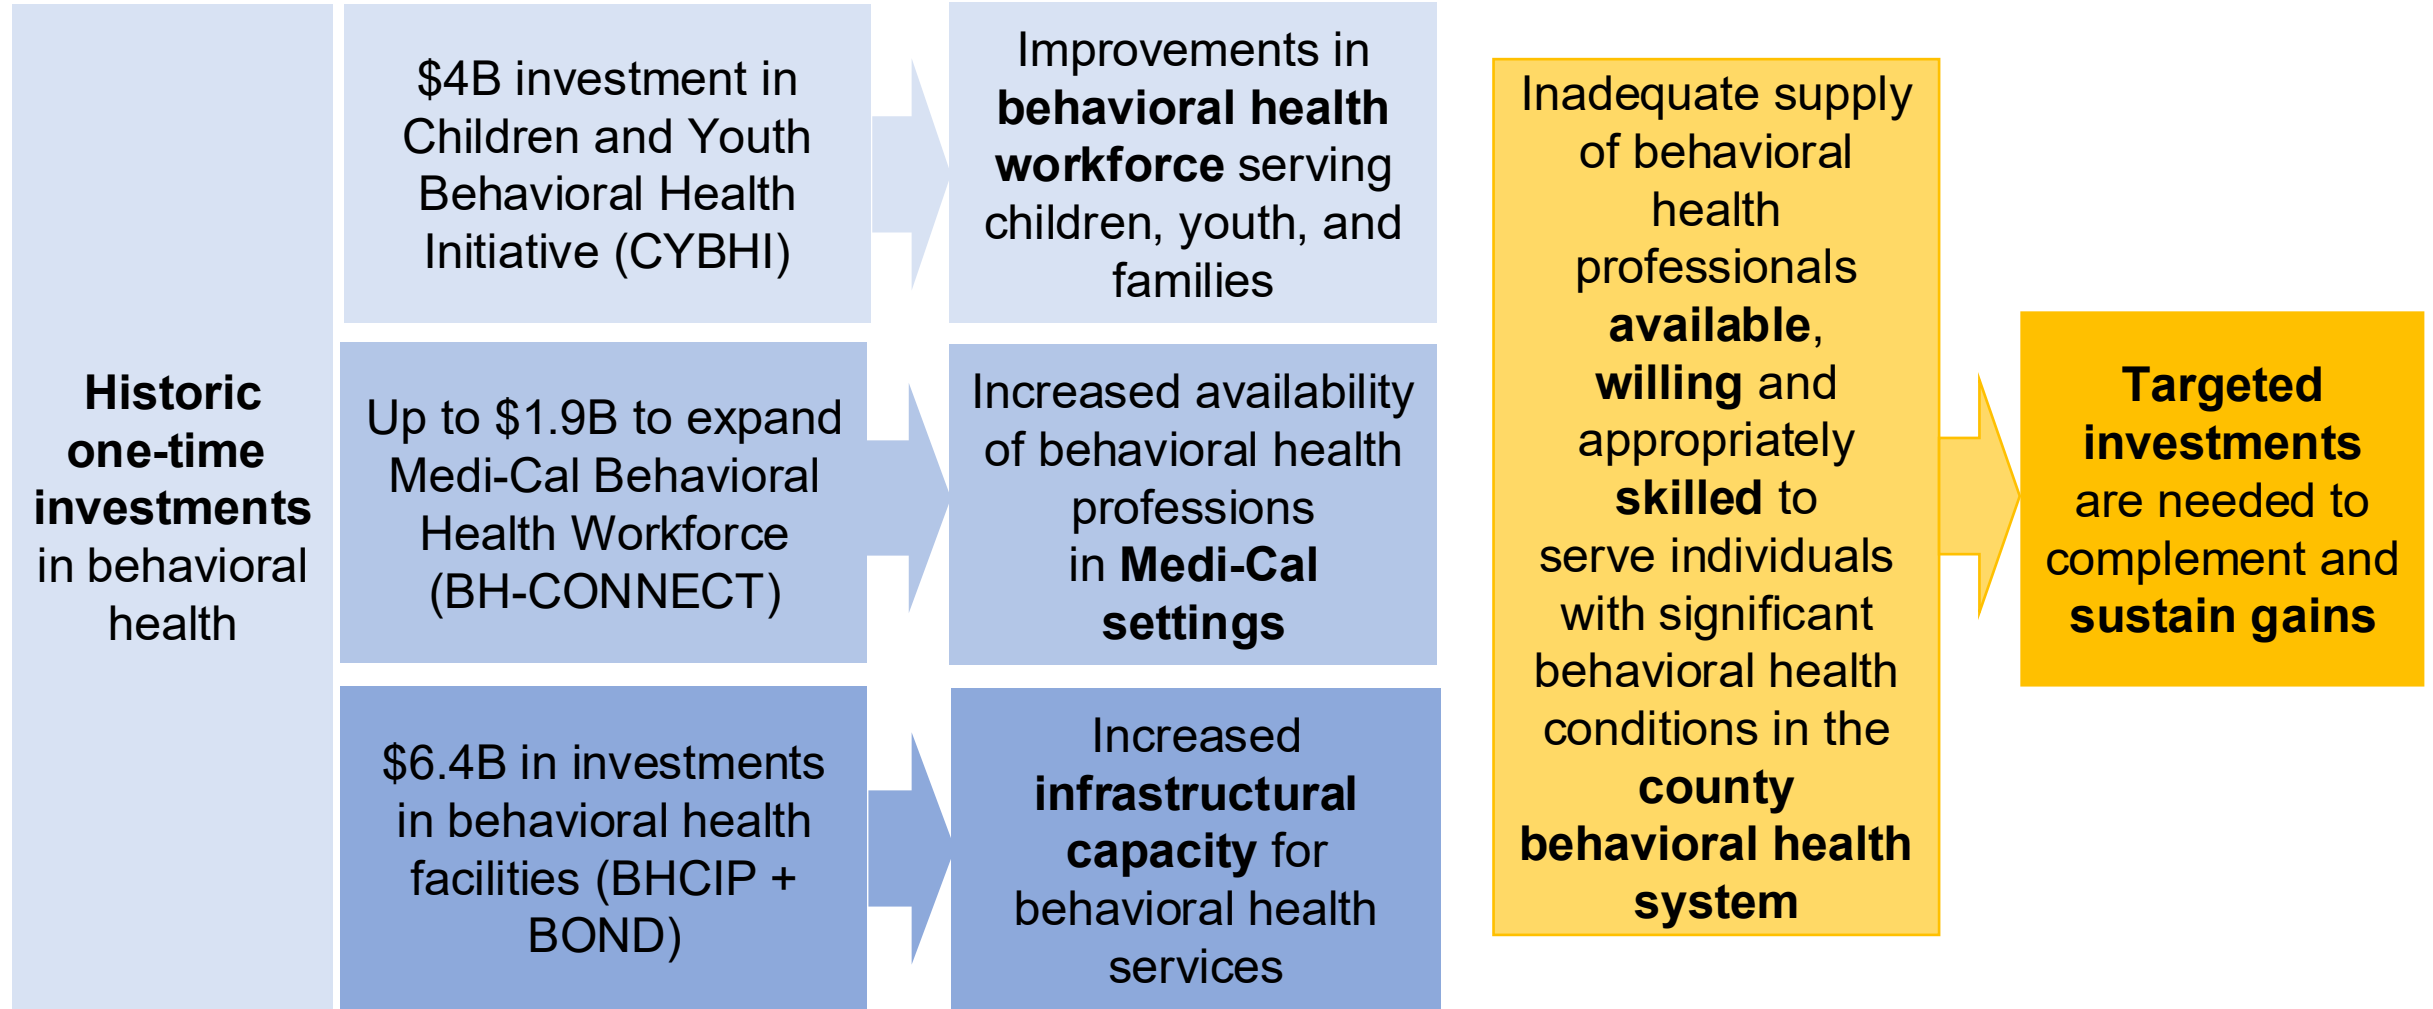 Historic
one-time
investments
in behavioral
health
$4B investment in
Children and Youth
Behavioral Health
Initiative (CYBHI)
Improvements in
behavioral health
workforce serving
children, youth, and
families
Up to $1.9B to expand
Medi-Cal Behavioral
Health Workforce
(BH-CONNECT)
Increased availability
of behavioral health
professions
in Medi-Cal
settings
$6.4B in investments
in behavioral health
facilities (BHCIP +
BOND)
Increased
infrastructural
capacity for
behavioral health
services
Inadequate supply
of behavioral
health
professionals
available,
willing and
appropriately
skilled to
serve individuals
with significant
behavioral health
conditions in the
county
behavioral health
system
Targeted
investments
are needed to
complement and
sustain gains